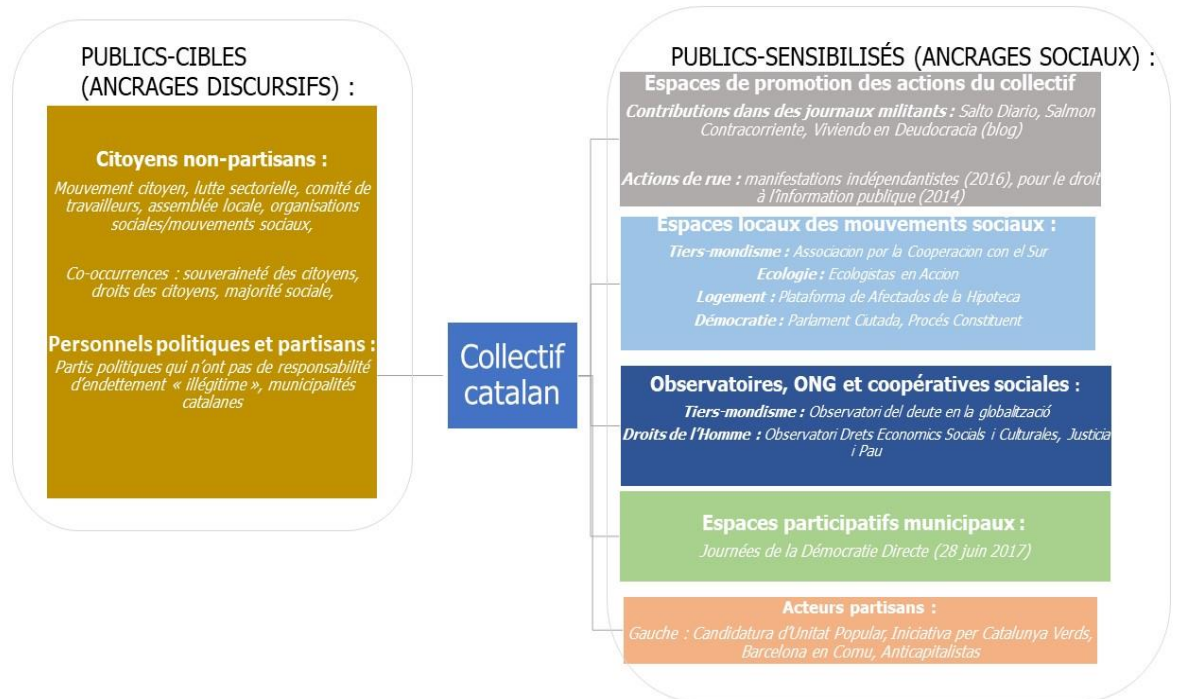 PUBLICS-CIBLES
(ANCRAGES DISCURSIFS) :
Citoyens non-partisans :
Mouvement citoyen, lutte sectorielle, comité de
travailleurs, assemblée locale, organisations
sociales/mouvements sociaux,
Co-occurrences : souveraineté des citoyens,
droits des citoyens, majorité sociale,
Personnels politiques et partisans :
Partis politiques qui n'ont pas de responsabilité
d'endettement « illégitime », municipalités
catalanes
Collectif
catalan
PUBLICS-SENSIBILISÉS (ANCRAGES SOCIAUX) :
Espaces de promotion des actions du collectif
Contributions dans des journaux militants : Salto Diario, Salmon
Contracorriente, Viviendo en Deudocracia (blog)
Actions de rue : manifestations indépendantistes (2016), pour le droit
à l'information publique (2014)
Espaces locaux des mouvements sociaux :
Tiers-mondisme : Associacion por la Cooperacion con el Sur
Ecologie : Ecologistas en Accion
Logement : Plataforma de Afectados de la Hipoteca
Démocratie : Parlament Ciutada, Procés Constituent
Observatoires, ONG et coopératives sociales :
Tiers-mondisme : Observatori del deute en la globalització
Droits de l'Homme : Observatori Drets Economics Socials i Culturales, Justicia
i Pau
Espaces participatifs municipaux :
Journées de la Démocratie Directe (28 juin 2017)
Acteurs partisans :
Gauche : Candidatura d'Unitat Popular, Iniciativa per Catalunya Verds,
Barcelona en Comu, Anticapitalistas